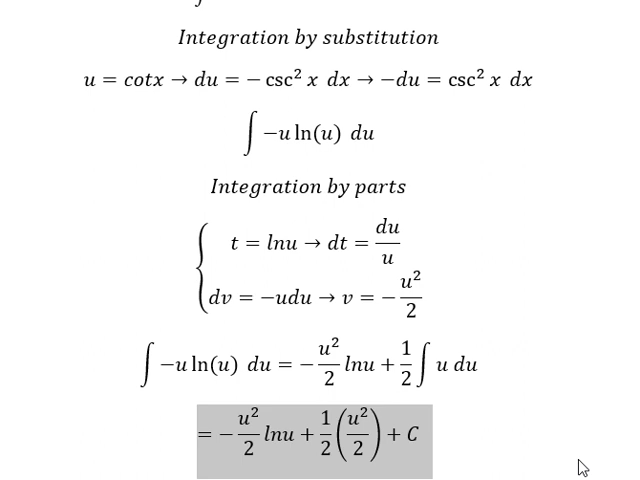 Integration by substitution
u = cotx → du = − csc² x dx → −du = csc² x dx
∫ −u ln(u) du
Integration by parts
{ t = lnu → dt = du/u
dv = −udu → v = − u²/2
∫ −u ln(u) du = − u²/2 lnu + 1/2 ∫ u du
= − u²/2 lnu + 1/2 (u²/2) + C